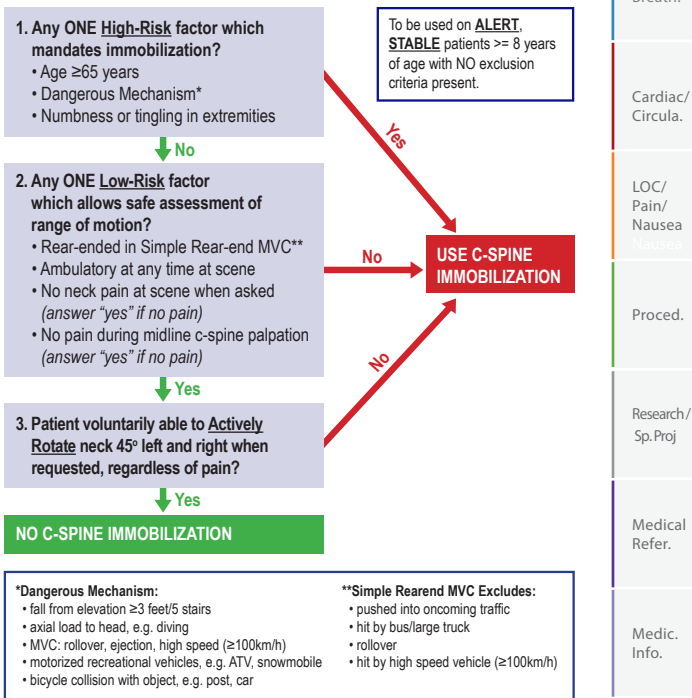 1. Any ONE High-Risk factor which
mandates immobilization?
• Age ≥65 years
• Dangerous Mechanism*
• Numbness or tingling in extremities
To be used on ALERT,
STABLE patients >= 8 years
of age with NO exclusion
criteria present.
Yes
No
2. Any ONE Low-Risk factor
which allows safe assessment of
range of motion?
• Rear-ended in Simple Rear-end MVC**
• Ambulatory at any time at scene
• No neck pain at scene when asked
(answer “yes” if no pain)
• No pain during midline c-spine palpation
(answer “yes” if no pain)
No
USE C-SPINE
IMMOBILIZATION
No
Yes
3. Patient voluntarily able to Actively
Rotate neck 45º left and right when
requested, regardless of pain?
Yes
NO C-SPINE IMMOBILIZATION
*Dangerous Mechanism:
• fall from elevation ≥3 feet/5 stairs
• axial load to head, e.g. diving
• MVC: rollover, ejection, high speed (≥100km/h)
• motorized recreational vehicles, e.g. ATV, snowmobile
• bicycle collision with object, e.g. post, car
**Simple Rearend MVC Excludes:
• pushed into oncoming traffic
• hit by bus/large truck
• rollover
• hit by high speed vehicle (≥100km/h)
Cardiac/
Circula.
LOC/
Pain/
Nausea
Nausea
Proced.
Research/
Sp. Proj
Medical
Refer.
Medic.
Info.